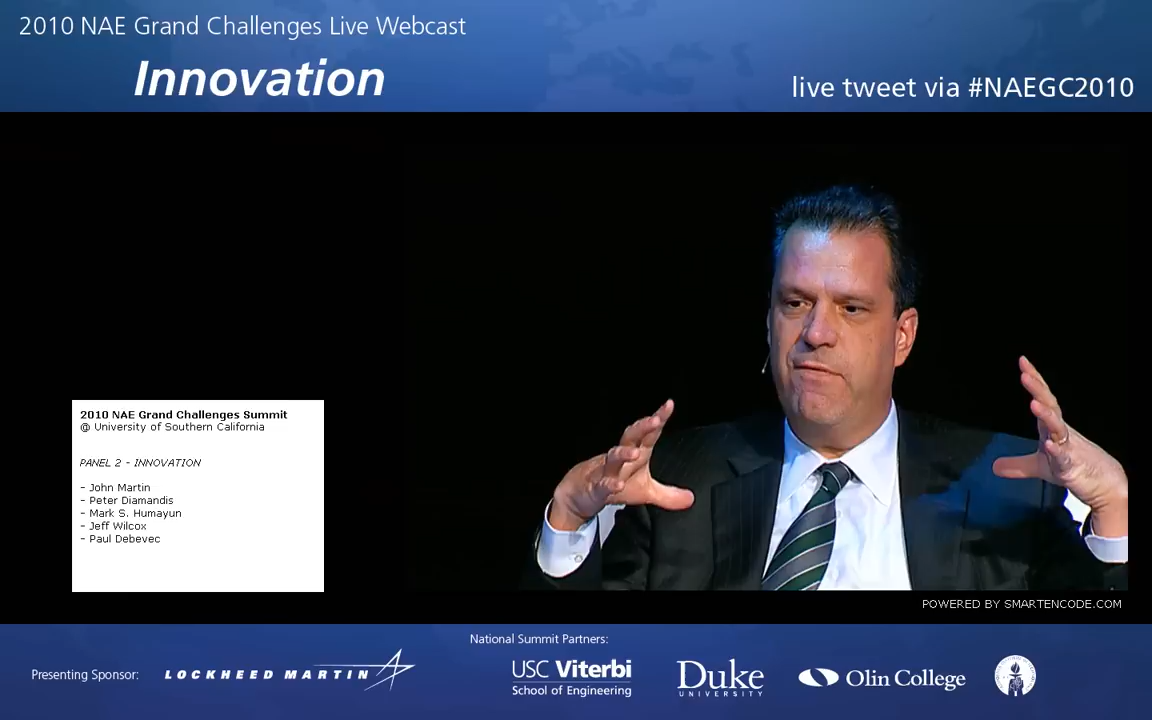 2010 NAE Grand Challenges Live Webcast
Innovation
live tweet via #NAEGC2010
2010 NAE Grand Challenges Summit
@ University of Southern California
PANEL 2 - INNOVATION
- John Martin
- Peter Diamandis
- Mark S. Humayun
- Jeff Wilcox
- Paul Debevec
POWERED BY SMARTENCODE.COM
National Summit Partners:
Presenting Sponsor:
LOCKHEED MARTIN
USC Viterbi
School of Engineering
Duke
UNIVERSITY
Olin College